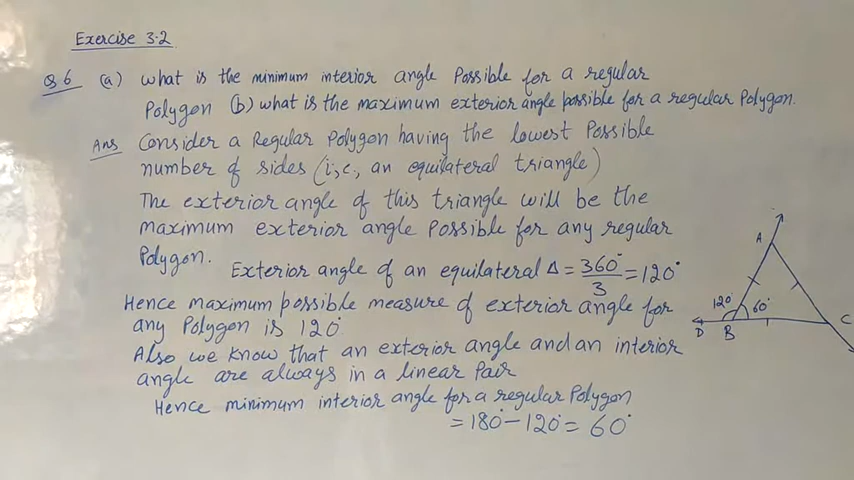 Exercise 3.2
Q 6 (a) what is the minimum interior angle Possible for a regular
Polygon (b) what is the maximum exterior angle possible for a regular Polygon.
Ans Consider a Regular Polygon having the lowest Possible
number of sides (i,e., an equilateral triangle)
The exterior angle of this triangle will be the
maximum exterior angle Possible for any regular
Polygon.
Exterior angle of an equilateral Δ = 360°/3 = 120°
Hence maximum possible measure of exterior angle for
any Polygon is 120°
Also we know that an exterior angle and an interior
angle are always in a linear Pair
Hence minimum interior angle for a regular Polygon
= 180° - 120° = 60°
A
120° 60°
D B C